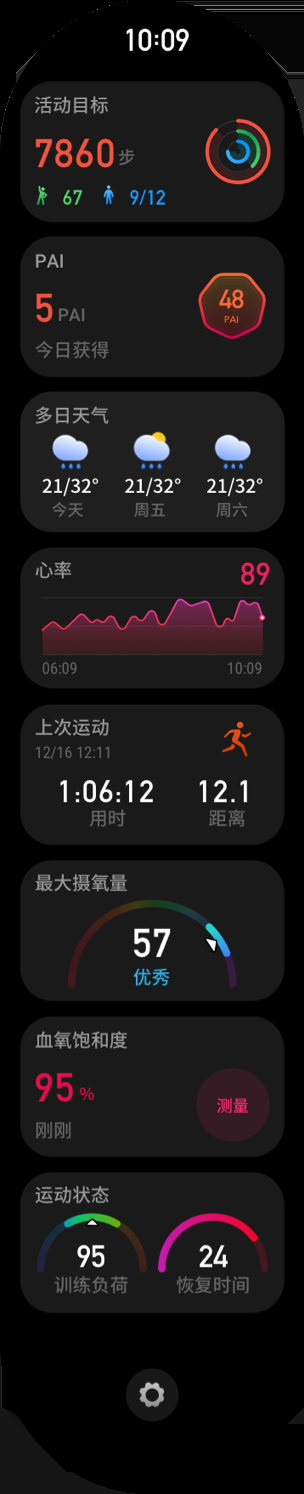 10:09
活动目标
7860步
67 9/12
PAI
5 PAI
48
PAI
今日获得
多日天气
21/32° 21/32° 21/32°
今天 周五 周六
心率
89
06:09 10:09
上次运动
12/16 12:11
1:06:12 12.1
用时 距离
最大摄氧量
57
优秀
血氧饱和度
95 %
测量
刚刚
运动状态
95 24
训练负荷 恢复时间